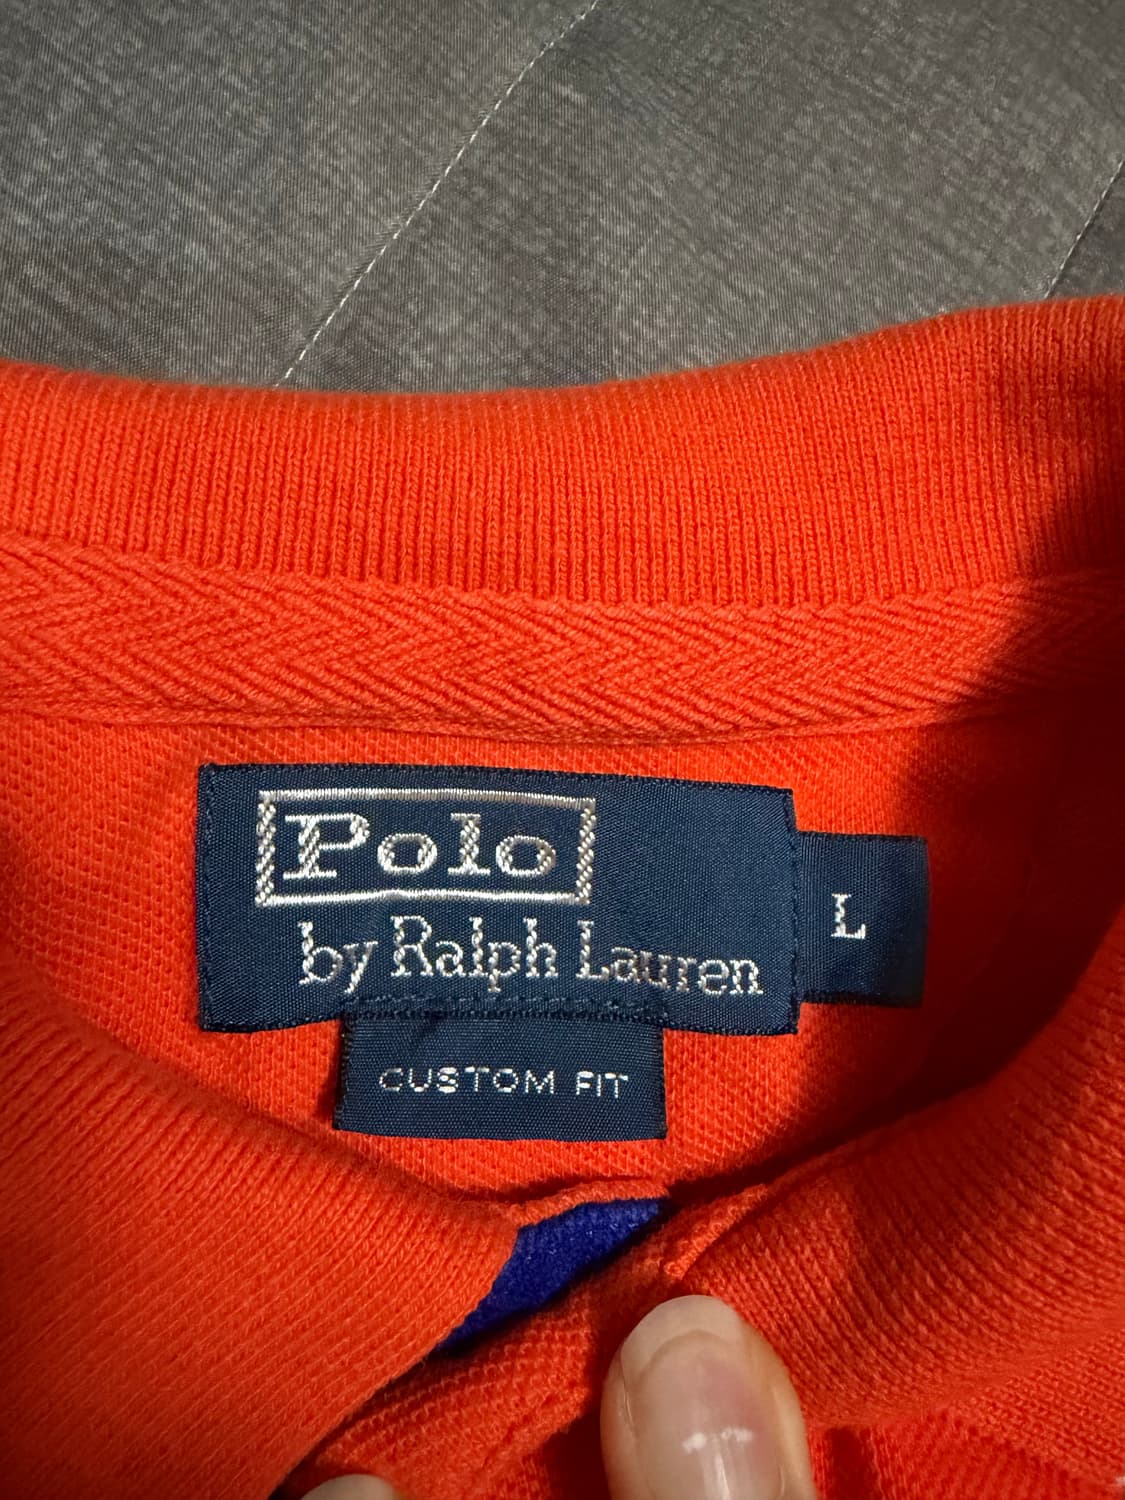 Polo
by Ralph Lauren
L
CUSTOM FIT